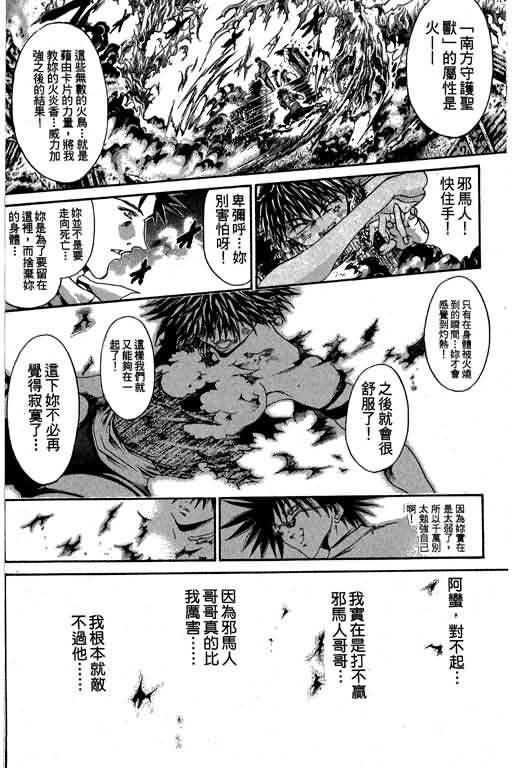 「南方守護聖
獸」的屬性是
火——
這些無數的火鳥…就是
藉由卡片的力量，將我
教妳的火炎香…威力加
強之後的結果！
邪馬人！
快住手！
卑彌呼…妳
別害怕呀！
妳並不是要
走向死亡…
妳是為了要留在
這裡，而捨棄妳
的身體…
只有在身體被火燒
到的瞬間…妳才會
感覺到灼熱！
之後就會很
舒服了！
這樣我們就
又能夠在一
起了！
這下妳不必再
覺得寂寞了…
因為妳實在
是太弱了，
所以千萬別
太勉強自己
啊！
阿蠻，對不起…
我實在是打不贏
邪馬人哥哥…
因為邪馬人
哥哥真的比
我厲害……
我根本就敵
不過他……